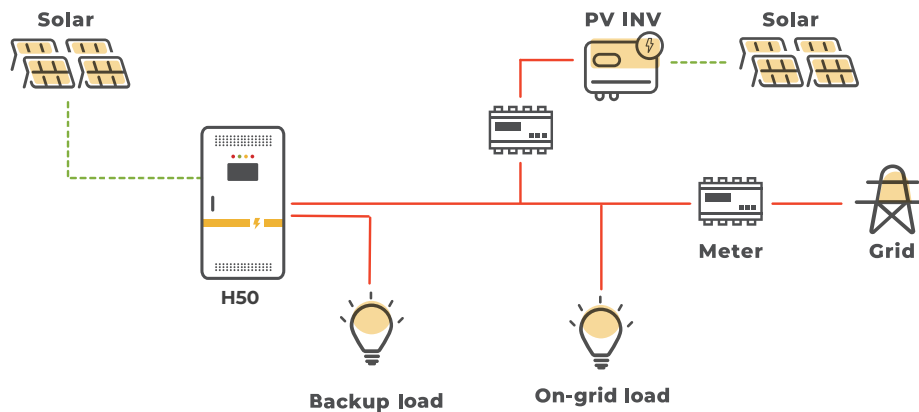 Solar
PV INV
Solar
H50
Meter
Grid
Backup load
On-grid load